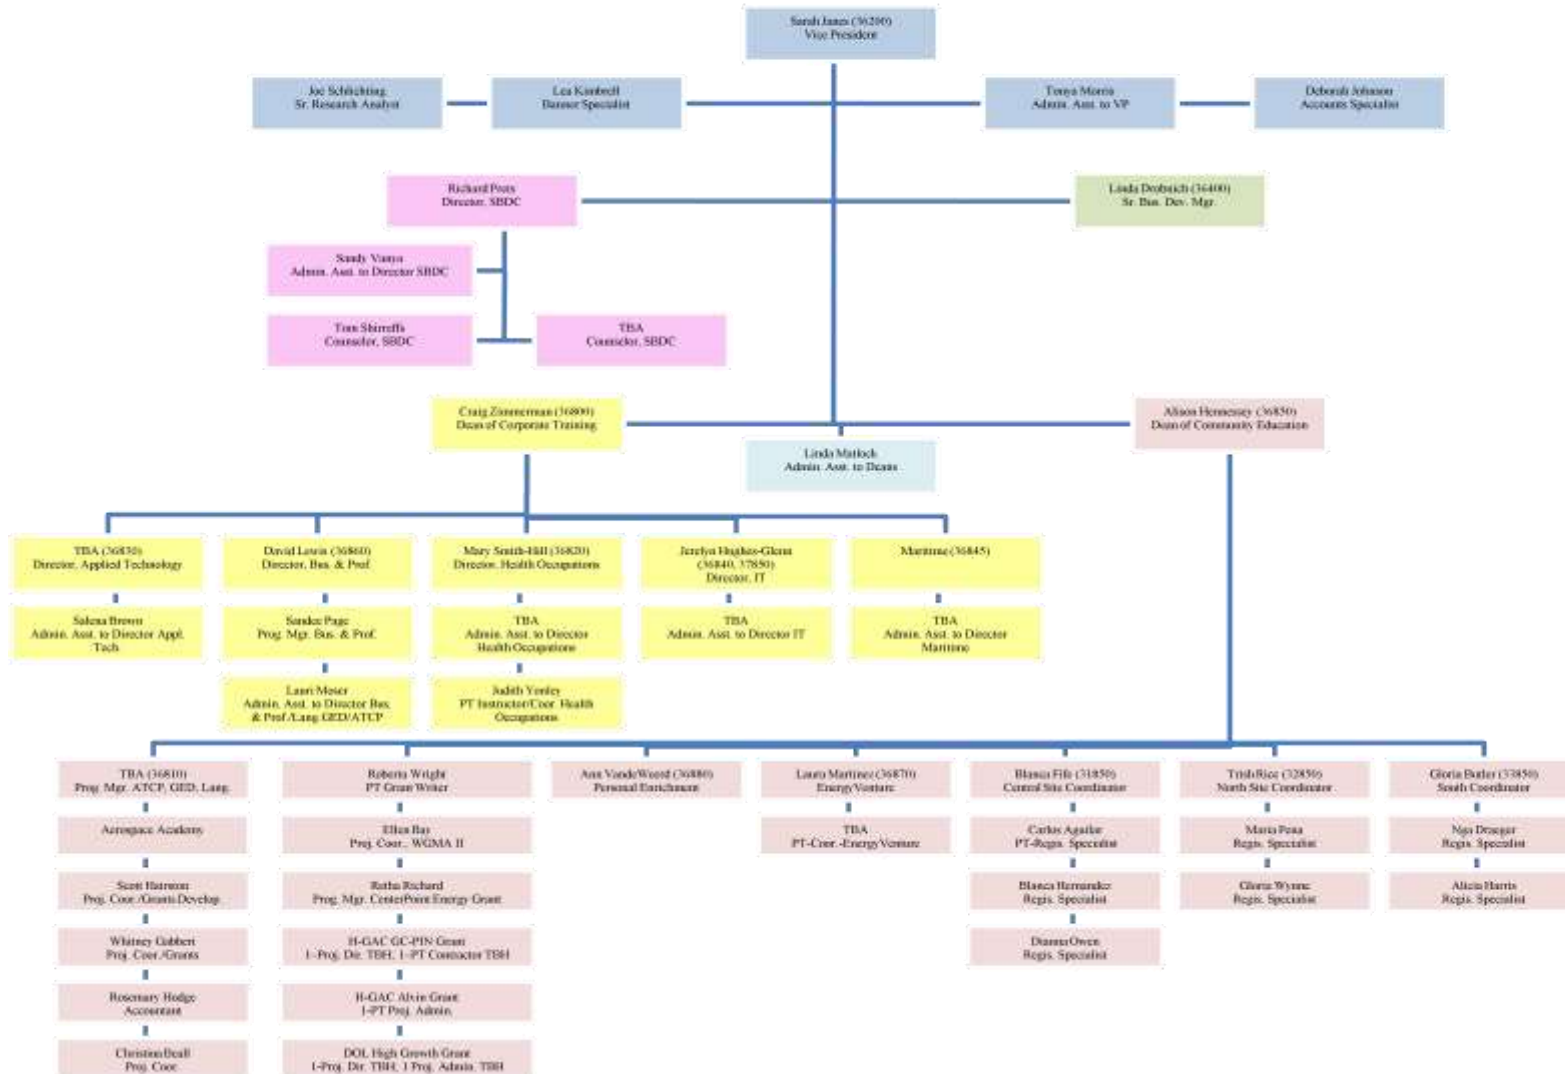 Sarah Janes (36200)
Vice President
Joe Schlichting
Sr. Research Analyst
Lea Kimbrell
Banner Specialist
Tonya Morris
Admin. Asst. to VP
Deborah Johnson
Accounts Specialist
Richard Prets
Director, SBDC
Linda Drobnich (36400)
Sr. Bus. Dev. Mgr.
Sandy
Admin. Asst. to Director SBDC
Tom Shirreffs
Counselor, SBDC
TBA
Counselor, SBDC
Craig Zimmerman (36800)
Dean of Corporate Training
Alison Hennessey (36850)
Dean of Community Education
Linda Matlock
Admin. Asst. to Deans
TBA (36830)
Director, Applied Technology
David Lewis (36860)
Director, Bus. & Prof.
Mary Smith-Hill (36820)
Director, Health Occupations
Jerelyn Hughes-Glenn
(36840, 37850)
Director, IT
Maritime (36845)
Salena Brown
Admin. Asst. to Director Appl.
Tech.
Sandee Page
Prog. Mgr. Bus. & Prof.
TBA
Admin. Asst. to Director
Health Occupations
TBA
Admin. Asst. to Director IT
TBA
Admin. Asst. to Director
Maritime
Lauri Moser
Admin. Asst. to Director Bus.
& Prof./Lang GED/ATCP
Judith
PT Instructor/Coor. Health
Occupations
TBA (36810)
Prog. Mgr. ATCP, GED, Lang.
Roberta Wright
PT Grant Writer
Ann VandeWeerd (36880)
Personal Enrichment
Laura Martinez (36870)
EnergyVenture
Blanca Fife (31850)
Central Site Coordinator
Trish Rice (32850)
North Site Coordinator
Gloria Butler (33850)
South Coordinator
Aerospace Academy
Ellen Bay
Proj. Coor., WGMA II
TBA
PT-Coor.-EnergyVenture
Carlos Aguilar
PT-Regis. Specialist
Maria Pena
Regis. Specialist
Nga Draeger
Regis. Specialist
Scott Hairston
Proj. Coor./Grants Develop.
Retha Richard
Prog. Mgr. CenterPoint Energy Grant
Blanca Hernandez
Regis. Specialist
Gloria Wynne
Regis. Specialist
Alicia Harris
Regis. Specialist
Whitney Gabbert
Proj. Coor./Grants
H-GAC GC-PIN Grant
1-Proj. Dir. TBH; 1-PT Contractor TBH
Dianna Owen
Regis. Specialist
Rosemary Hodge
Accountant
H-GAC Alvin Grant
1-PT Proj. Admin.
Christina Beall
Proj. Coor.
DOL High Growth Grant
1-Proj. Dir. TBH; 1 Proj. Admin. TBH